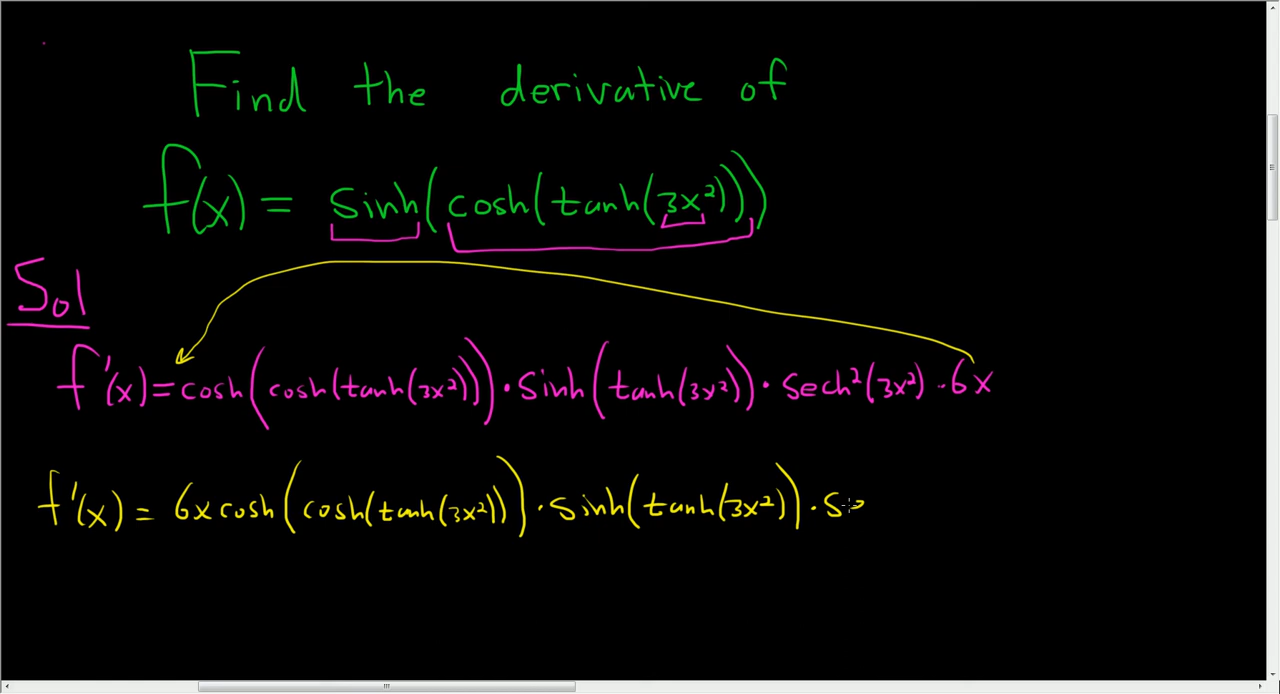 Find the derivative of
f(x) = sinh(cosh(tanh(3x²)))
Sol
f'(x) = cosh(cosh(tanh(3x²))) · sinh(tanh(3x²)) · sech²(3x²) · 6x
f'(x) = 6x cosh(cosh(tanh(3x²))) · sinh(tanh(3x²)) · s